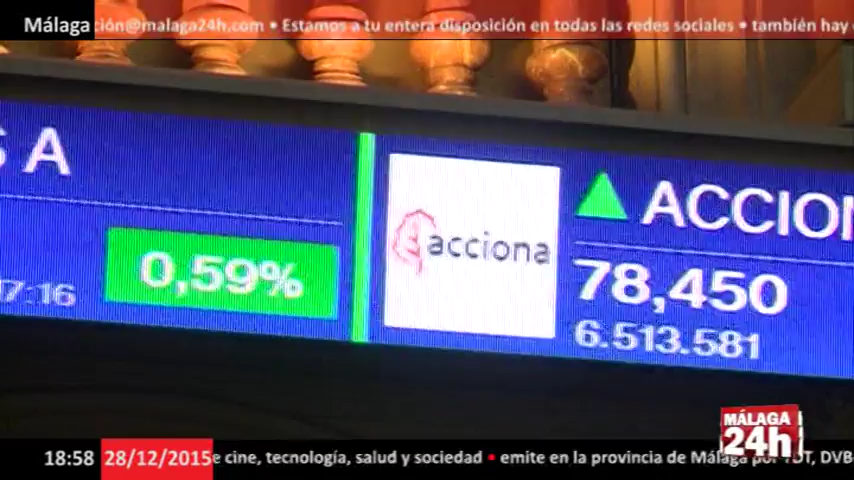 Málaga ción@malaga24h.com • Estamos a tu entera disposición en todas las redes sociales • también hay
S A
0,59%
17:16
acciona
ACCION
78,450
6.513.581
MÁLAGA
24h
18:58 28/12/2015 e cine, tecnología, salud y sociedad • emite en la provincia de Málaga por TDT, DVB